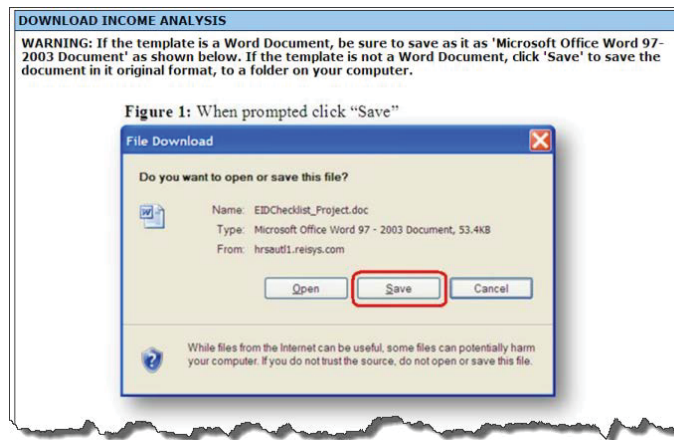 DOWNLOAD INCOME ANALYSIS
WARNING: If the template is a Word Document, be sure to save as it as 'Microsoft Office Word 97-
2003 Document' as shown below. If the template is not a Word Document, click 'Save' to save the
document in it original format, to a folder on your computer.
Figure 1: When prompted click “Save”
File Download
Do you want to open or save this file?
Name: EIDChecklist_Project.doc
Type: Microsoft Office Word 97 - 2003 Document, 53.4KB
From: hrsautl1.reisys.com
Open Save Cancel
While files from the Internet can be useful, some files can potentially harm
your computer. If you do not trust the source, do not open or save this file.